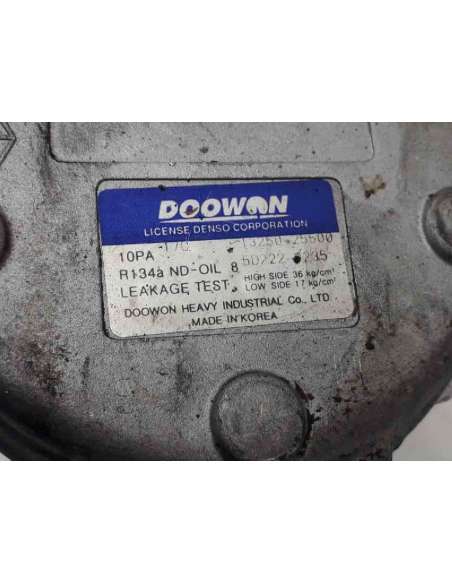 DOOWON
LICENSE DENSO CORPORATION
10PA 17C
R134a ND-OIL 8
LEAKAGE TEST. HIGH SIDE 36 kg/cm²
LOW SIDE 17 kg/cm²
DOOWON HEAVY INDUSTRIAL Co., LTD.
MADE IN KOREA